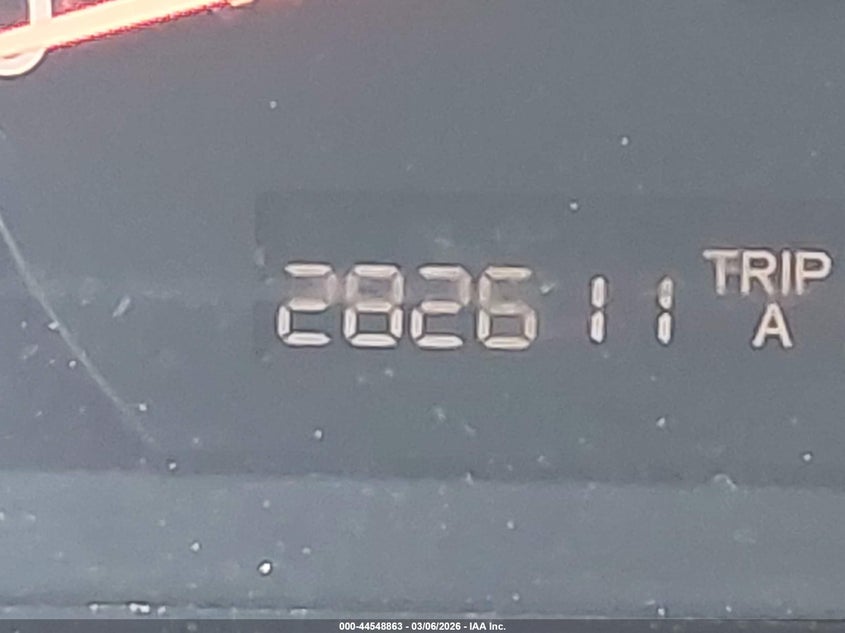 282611 TRIP
A
000-44548863 - 03/06/2026 - IAA Inc.